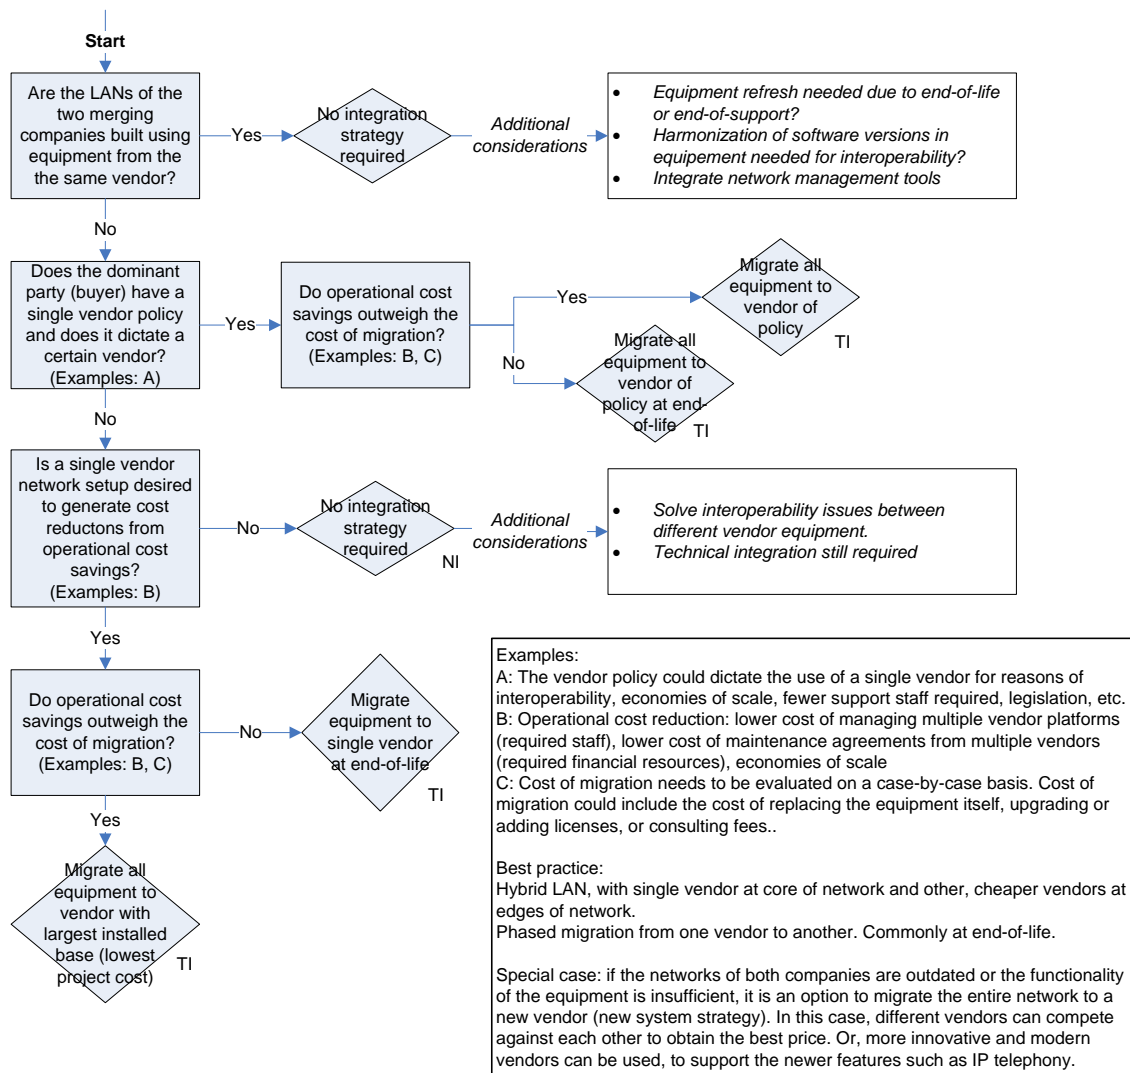 Start
Are the LANs of the
two merging
companies built using
equipment from the
the same vendor?
Yes
No integration
strategy
required
Additional
considerations
• Equipment refresh needed due to end-of-life
or end-of-support?
• Harmonization of software versions in
equipement needed for interoperability?
• Integrate network management tools
No
Does the dominant
party (buyer) have a
single vendor policy
and does it dictate a
certain vendor?
(Examples: A)
Yes
Do operational cost
savings outweigh the
cost of migration?
(Examples: B, C)
Yes
Migrate all
equipment to
vendor of
policy
TI
No
Migrate all
equipment to
vendor of
policy at end-
of-life
TI
No
Is a single vendor
network setup desired
to generate cost
reductons from
operational cost
savings?
(Examples: B)
No
No integration
strategy
required
NI
Additional
considerations
• Solve interoperability issues between
different vendor equipment.
• Technical integration still required
Yes
Do operational cost
savings outweigh the
cost of migration?
(Examples: B, C)
No
Migrate
equipment to
single vendor
at end-of-life
TI
Yes
Migrate all
equipment to
vendor with
largest installed
base (lowest
project cost)
TI
Examples:
A: The vendor policy could dictate the use of a single vendor for reasons of
interoperability, economies of scale, fewer support staff required, legislation, etc.
B: Operational cost reduction: lower cost of managing multiple vendor platforms
(required staff), lower cost of maintenance agreements from multiple vendors
(required financial resources), economies of scale
C: Cost of migration needs to be evaluated on a case-by-case basis. Cost of
migration could include the cost of replacing the equipment itself, upgrading or
adding licenses, or consulting fees..
Best practice:
Hybrid LAN, with single vendor at core of network and other, cheaper vendors at
edges of network.
Phased migration from one vendor to another. Commonly at end-of-life.
Special case: if the networks of both companies are outdated or the functionality
of the equipment is insufficient, it is an option to migrate the entire network to a
new vendor (new system strategy). In this case, different vendors can compete
against each other to obtain the best price. Or, more innovative and modern
vendors can be used, to support the newer features such as IP telephony.